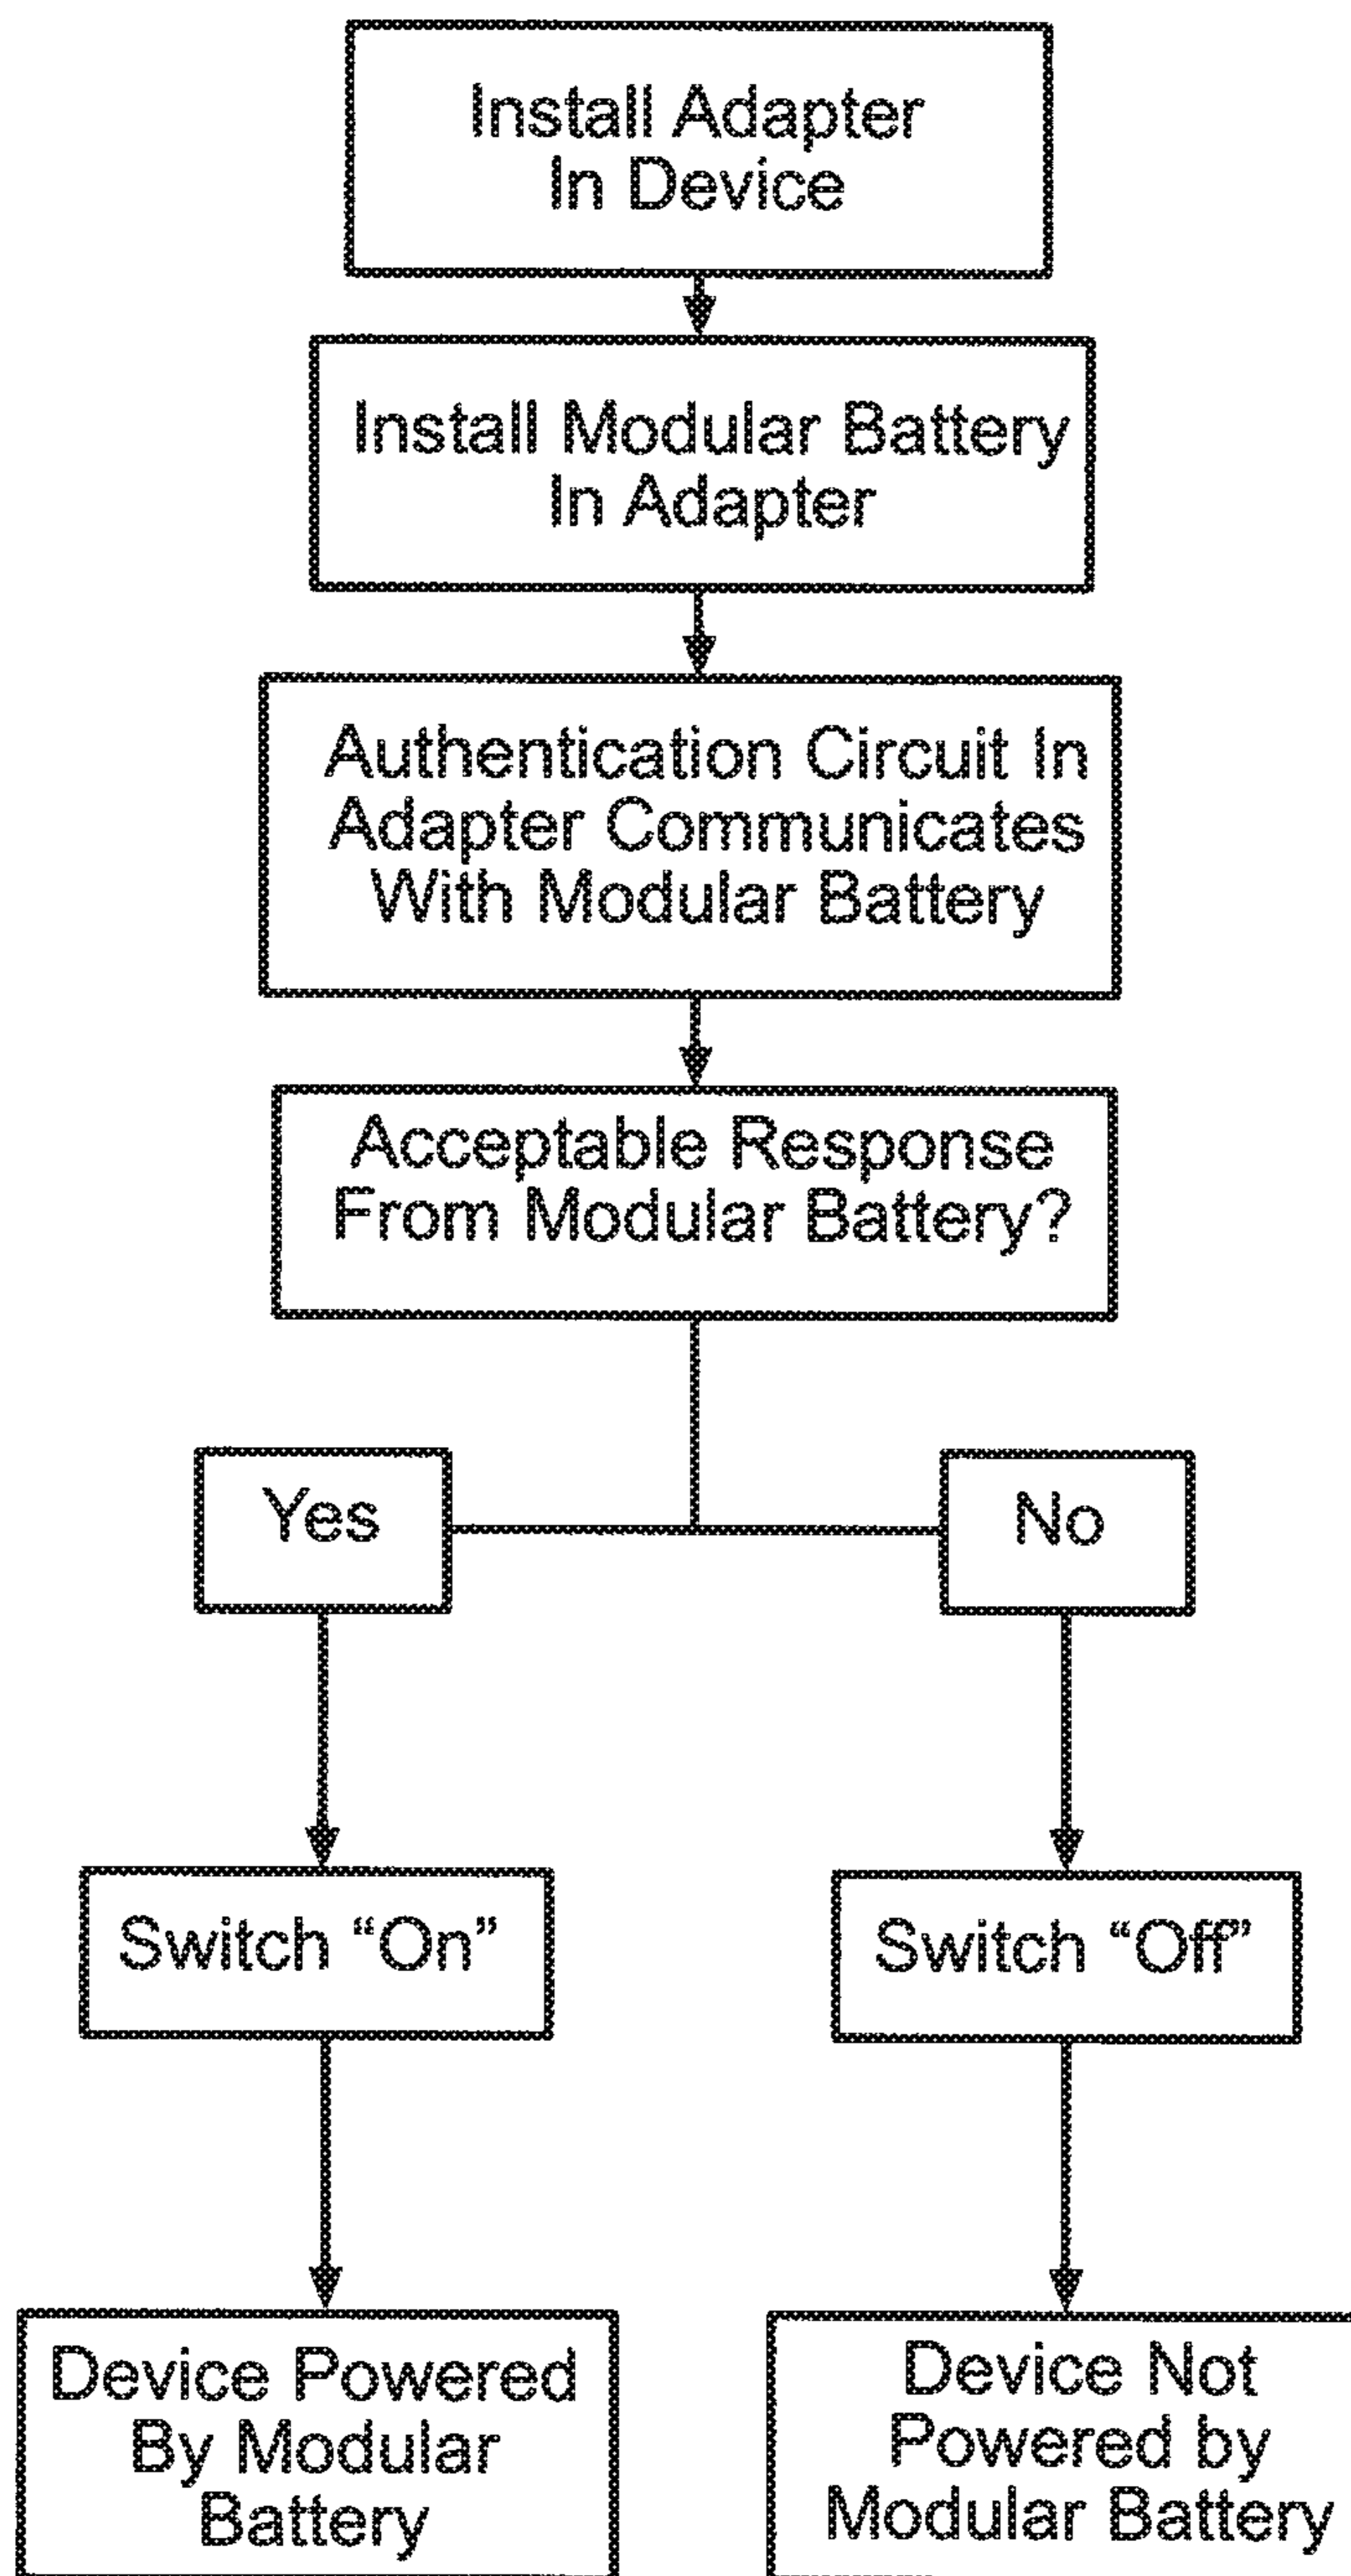 Install Adapter
In Device
Install Modular Battery
In Adapter
Authentication Circuit In
Adapter Communicates
With Modular Battery
Acceptable Response
From Modular Battery?
Yes
No
Switch “On”
Switch “Off”
Device Powered
By Modular
Battery
Device Not
Powered by
Modular Battery